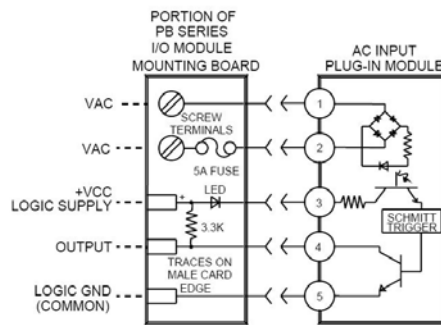 PORTION OF
PB SERIES
I/O MODULE
MOUNTING BOARD
AC INPUT
PLUG-IN MODULE
VAC
SCREW
TERMINALS
1
VAC
5A FUSE
2
+VCC
LOGIC SUPPLY
+
LED
3
3.3K
SCHMITT
TRIGGER
OUTPUT
4
TRACES ON
MALE CARD
EDGE
LOGIC GND
(COMMON)
5